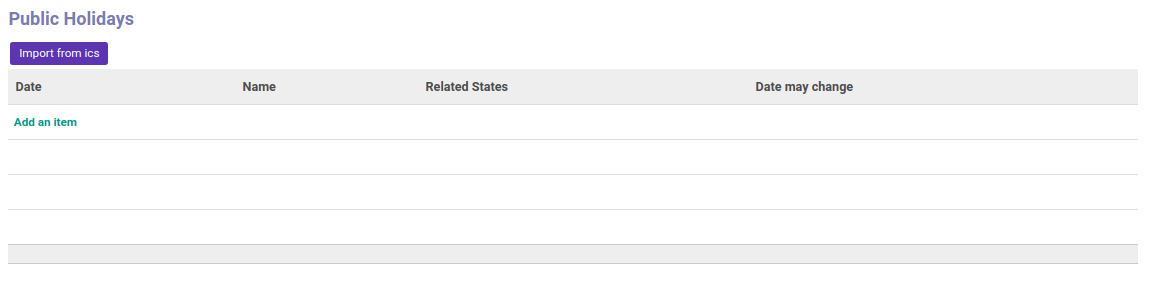 Public Holidays
Import from ics
Date Name Related States Date may change
Add an item